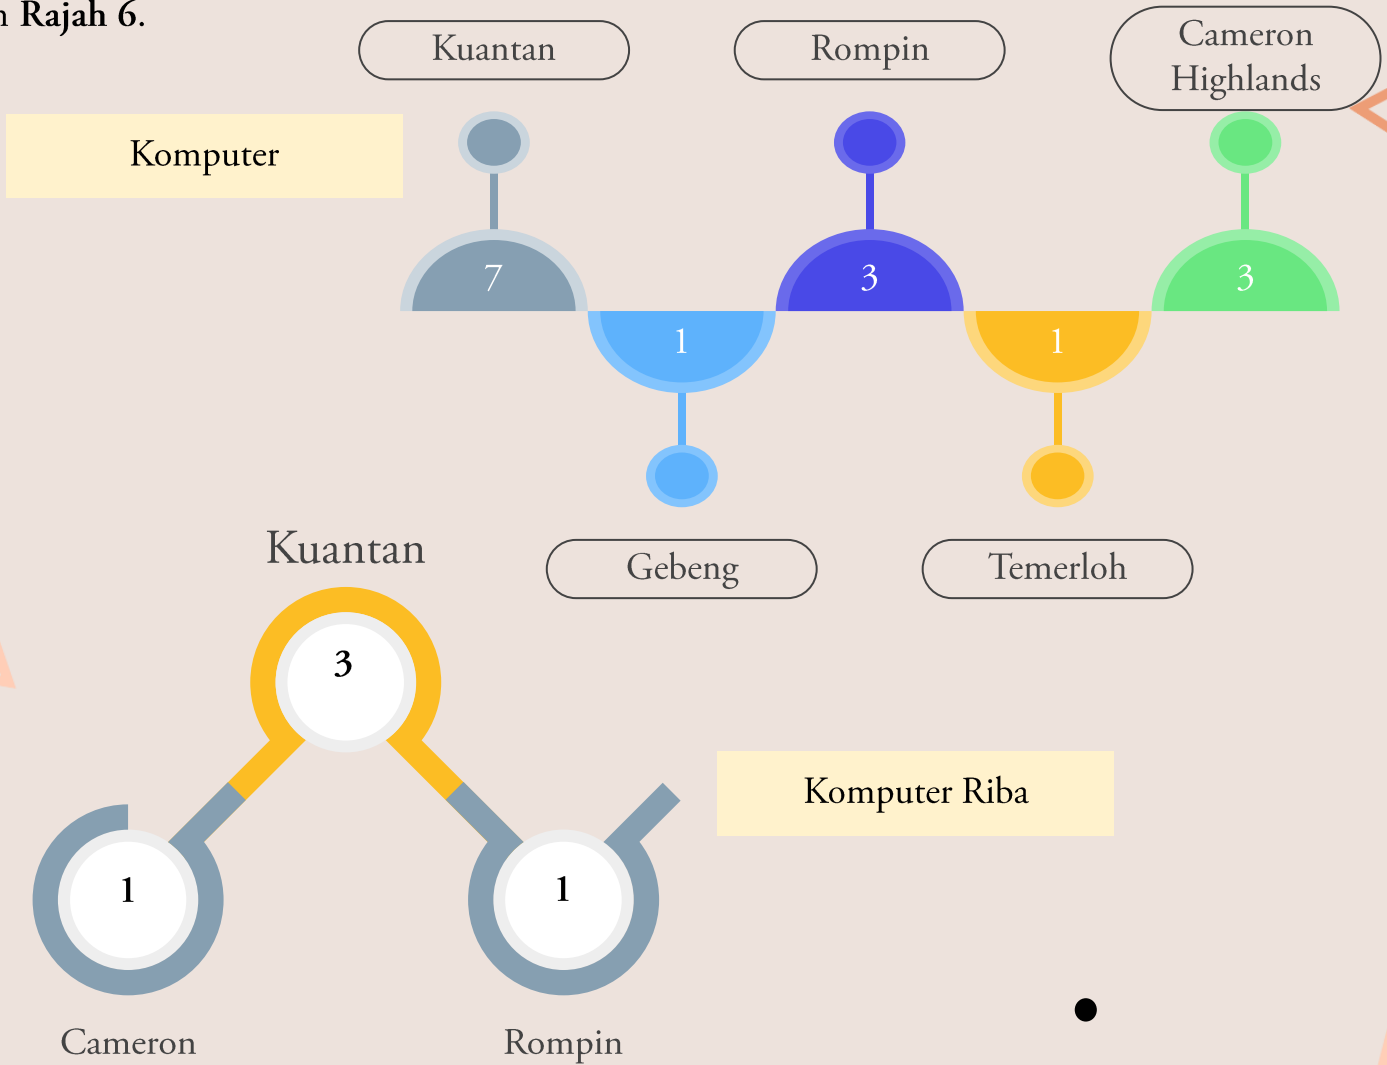 n Rajah 6.
Kuantan
Rompin
Cameron
Highlands
Komputer
7
3
3
1
1
Gebeng
Temerloh
Kuantan
3
Komputer Riba
1
1
Cameron
Rompin